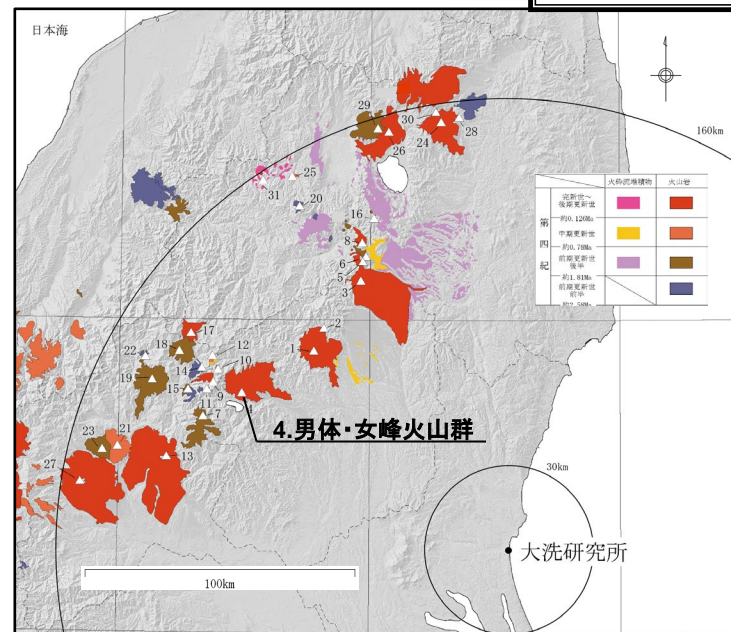 日本海
160km
29
30
24
28
26
25
31
20
16
8
6
5
3
火砕流堆積物
火山岩
第四紀
完新世～
後期更新世
約0.126Ma
中期更新世
約0.78Ma
前期更新世
後半
約1.81Ma
前期更新世
前半
約2.58Ma
2
1
17
18
22
12
14
10
19
15
9
4
11
7
4.男体・女峰火山群
23
21
13
27
30km
大洗研究所
100km